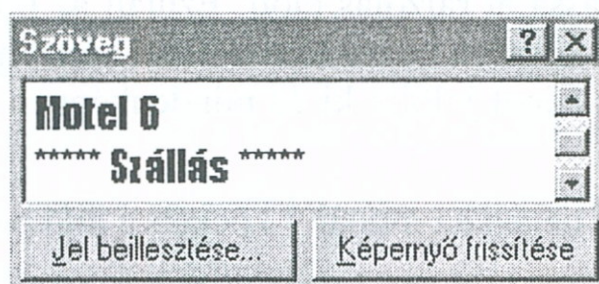 Szöveg
Motel 6
***** Szállás *****
Jel beillesztése...
Képernyő frissítése